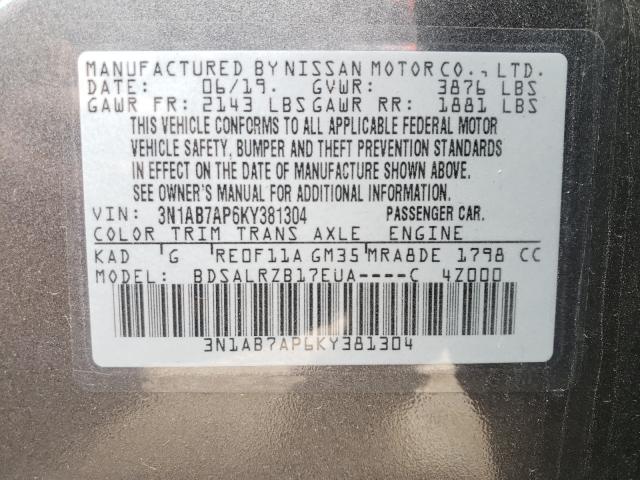 MANUFACTURED BY NISSAN MOTOR CO., LTD.
DATE: 06/19. GVWR: 3876 LBS
GAWR FR: 2143 LBS GAWR RR: 1881 LBS
THIS VEHICLE CONFORMS TO ALL APPLICABLE FEDERAL MOTOR
VEHICLE SAFETY, BUMPER AND THEFT PREVENTION STANDARDS
IN EFFECT ON THE DATE OF MANUFACTURE SHOWN ABOVE.
SEE OWNER'S MANUAL FOR ADDITIONAL INFORMATION.
VIN: 3N1AB7AP6KY381304 PASSENGER CAR.
COLOR TRIM TRANS AXLE ENGINE
KAD G RE0F11A GM35 MRA8DE 1798 CC
MODEL: BDSALRZB17EUA----C 4Z000
3N1AB7AP6KY381304